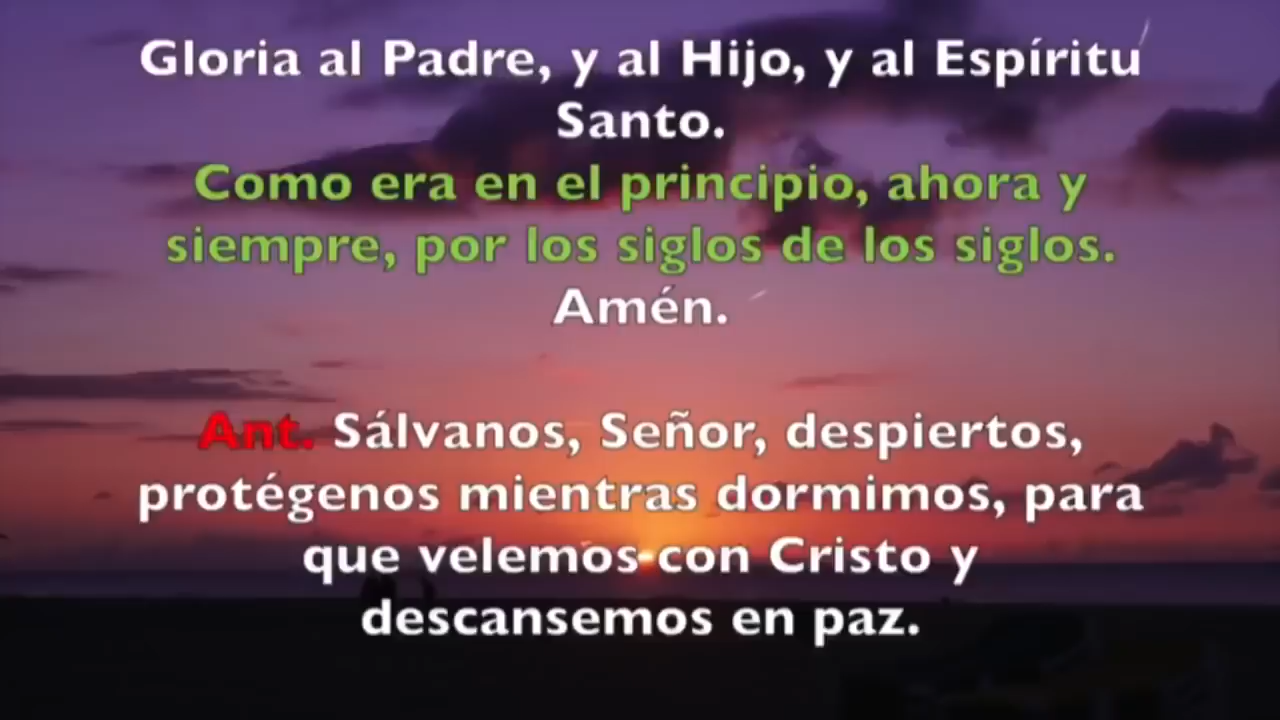 Gloria al Padre, y al Hijo, y al Espíritu
Santo.
Como era en el principio, ahora y
siempre, por los siglos de los siglos.
Amén.
Ant. Sálvanos, Señor, despiertos,
protégenos mientras dormimos, para
que velemos con Cristo y
descansemos en paz.